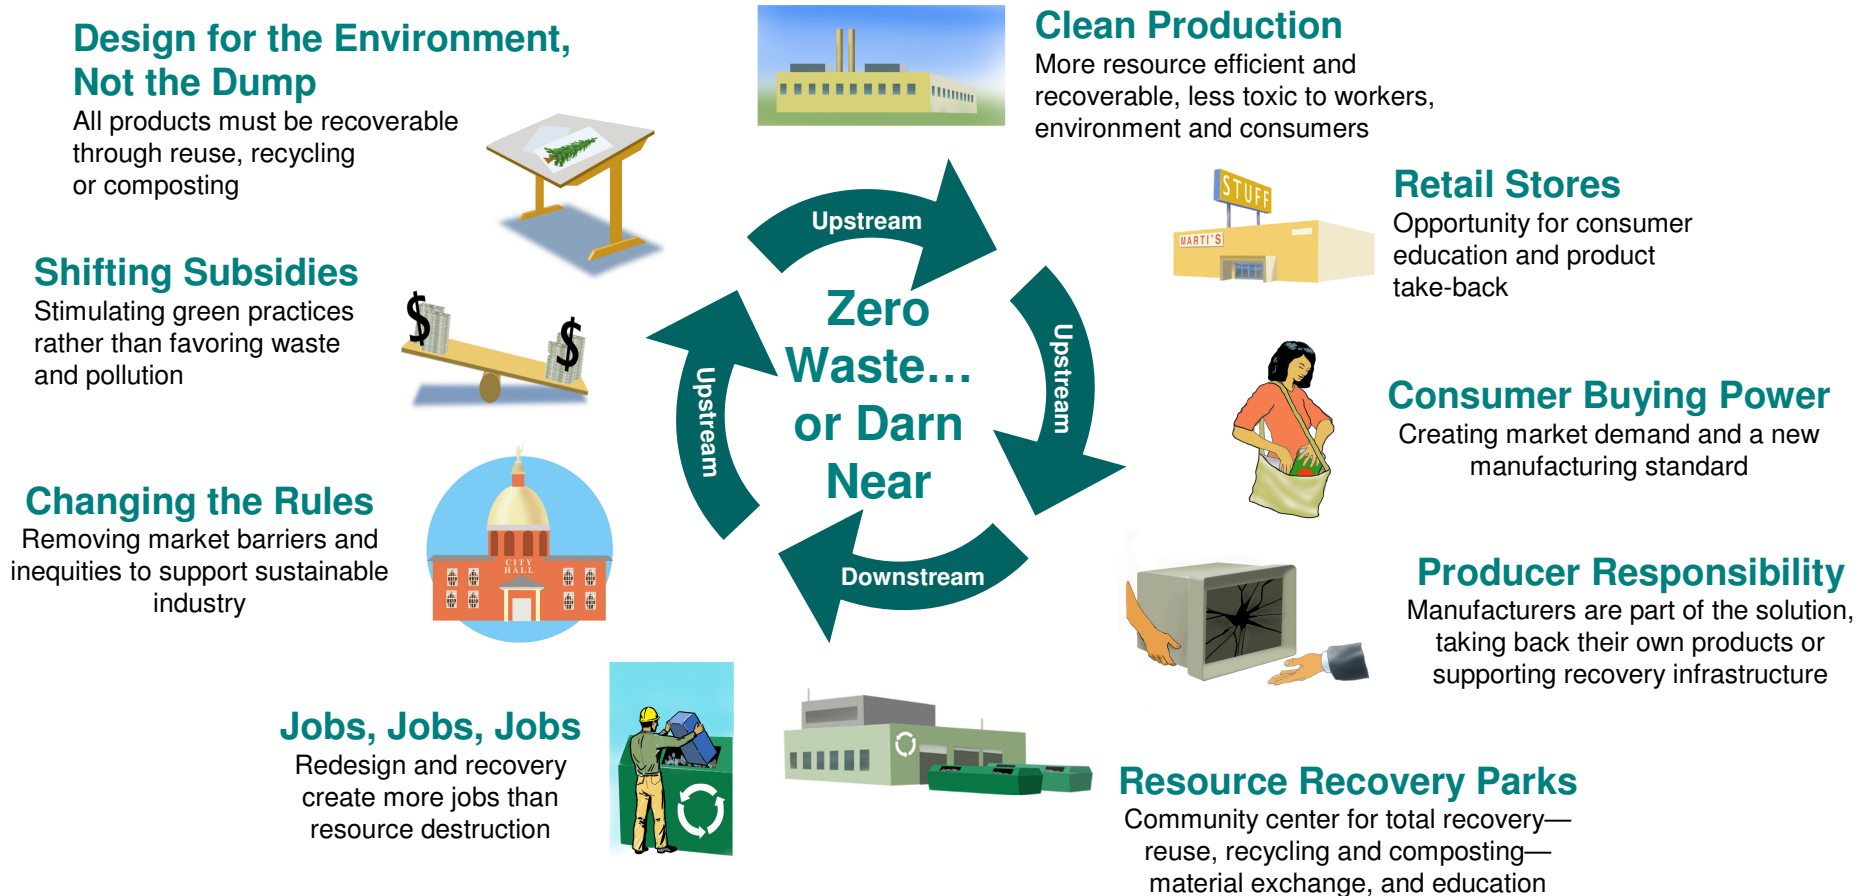 Design for the Environment,
Not the Dump
All products must be recoverable
through reuse, recycling
or composting
Clean Production
More resource efficient and
recoverable, less toxic to workers,
environment and consumers
STUFF
MARTI'S
Retail Stores
Opportunity for consumer
education and product
take-back
Shifting Subsidies
Stimulating green practices
rather than favoring waste
and pollution
$
$
Upstream
Upstream
Upstream
Downstream
Zero
Waste…
or Darn
Near
Consumer Buying Power
Creating market demand and a new
manufacturing standard
Changing the Rules
Removing market barriers and
inequities to support sustainable
industry
CITY
HALL
Producer Responsibility
Manufacturers are part of the solution,
taking back their own products or
supporting recovery infrastructure
Jobs, Jobs, Jobs
Redesign and recovery
create more jobs than
resource destruction
Resource Recovery Parks
Community center for total recovery—
reuse, recycling and composting—
material exchange, and education